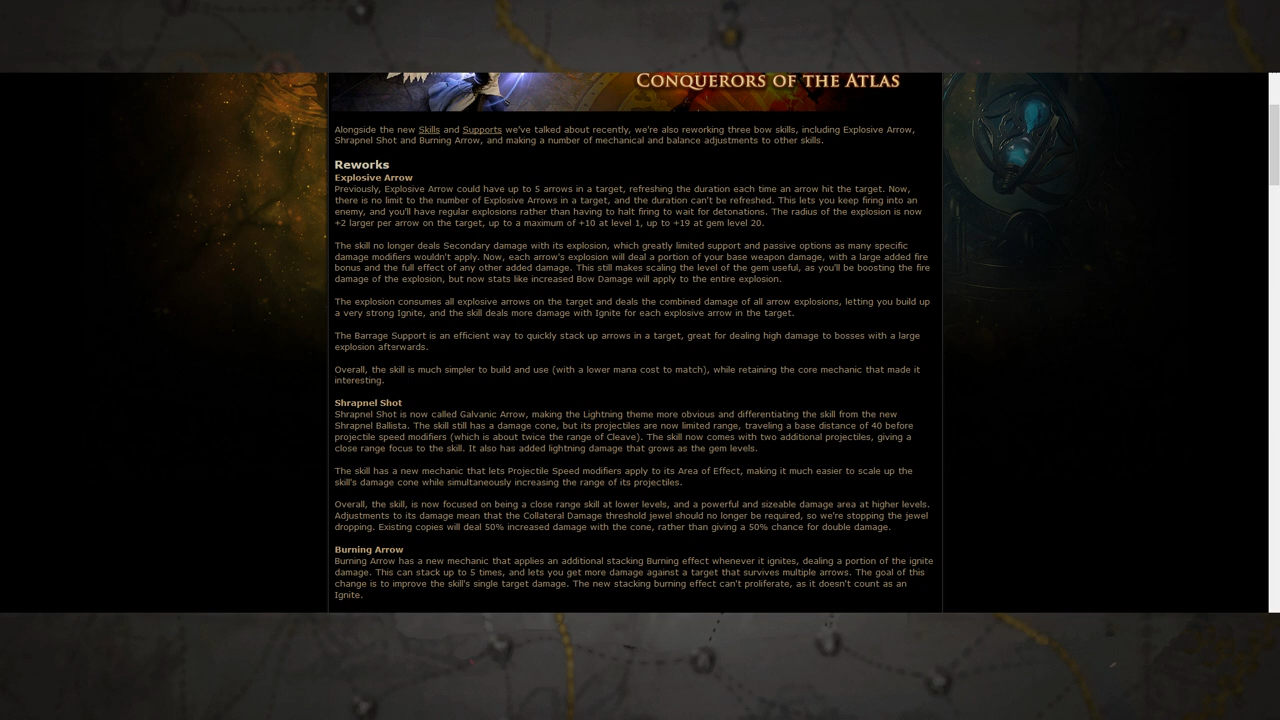 CONQUERORS OF THE ATLAS
Alongside the new Skills and Supports we've talked about recently, we're also reworking three bow skills, including Explosive Arrow,
Shrapnel Shot and Burning Arrow, and making a number of mechanical and balance adjustments to other skills.
Reworks
Explosive Arrow
Previously, Explosive Arrow could have up to 5 arrows in a target, refreshing the duration each time an arrow hit the target. Now,
there is no limit to the number of Explosive Arrows in a target, and the duration can't be refreshed. This lets you keep firing into an
enemy, and you'll have regular explosions rather than having to halt firing to wait for detonations. The radius of the explosion is now
+2 larger per arrow on the target, up to a maximum of +10 at level 1, up to +19 at gem level 20.
The skill no longer deals Secondary damage with its explosion, which greatly limited support and passive options as many specific
damage modifiers wouldn't apply. Now, each arrow's explosion will deal a portion of your base weapon damage, with a large added fire
bonus and the full effect of any other added damage. This still makes scaling the level of the gem useful, as you'll be boosting the fire
damage of the explosion, but now stats like increased Bow Damage will apply to the entire explosion.
The explosion consumes all explosive arrows on the target and deals the combined damage of all arrow explosions, letting you build up
a very strong Ignite, and the skill deals more damage with Ignite for each explosive arrow in the target.
The Barrage Support is an efficient way to quickly stack up arrows in a target, great for dealing high damage to bosses with a large
explosion afterwards.
Overall, the skill is much simpler to build and use (with a lower mana cost to match), while retaining the core mechanic that made it
interesting.
Shrapnel Shot
Shrapnel Shot is now called Galvanic Arrow, making the Lightning theme more obvious and differentiating the skill from the new
Shrapnel Ballista. The skill still has a damage cone, but its projectiles are now limited range, traveling a base distance of 40 before
projectile speed modifiers (which is about twice the range of Cleave). The skill now comes with two additional projectiles, giving a
close range focus to the skill. It also has added lightning damage that grows as the gem levels.
The skill has a new mechanic that lets Projectile Speed modifiers apply to its Area of Effect, making it much easier to scale up the
skill's damage cone while simultaneously increasing the range of its projectiles.
Overall, the skill, is now focused on being a close range skill at lower levels, and a powerful and sizeable damage area at higher levels.
Adjustments to its damage mean that the Collateral Damage threshold jewel should no longer be required, so we're stopping the jewel
dropping. Existing copies will deal 50% increased damage with the cone, rather than giving a 50% chance for double damage.
Burning Arrow
Burning Arrow has a new mechanic that applies an additional stacking Burning effect whenever it ignites, dealing a portion of the ignite
damage. This can stack up to 5 times, and lets you get more damage against a target that survives multiple arrows. The goal of this
change is to improve the skill's single target damage. The new stacking burning effect can't proliferate, as it doesn't count as an
Ignite.